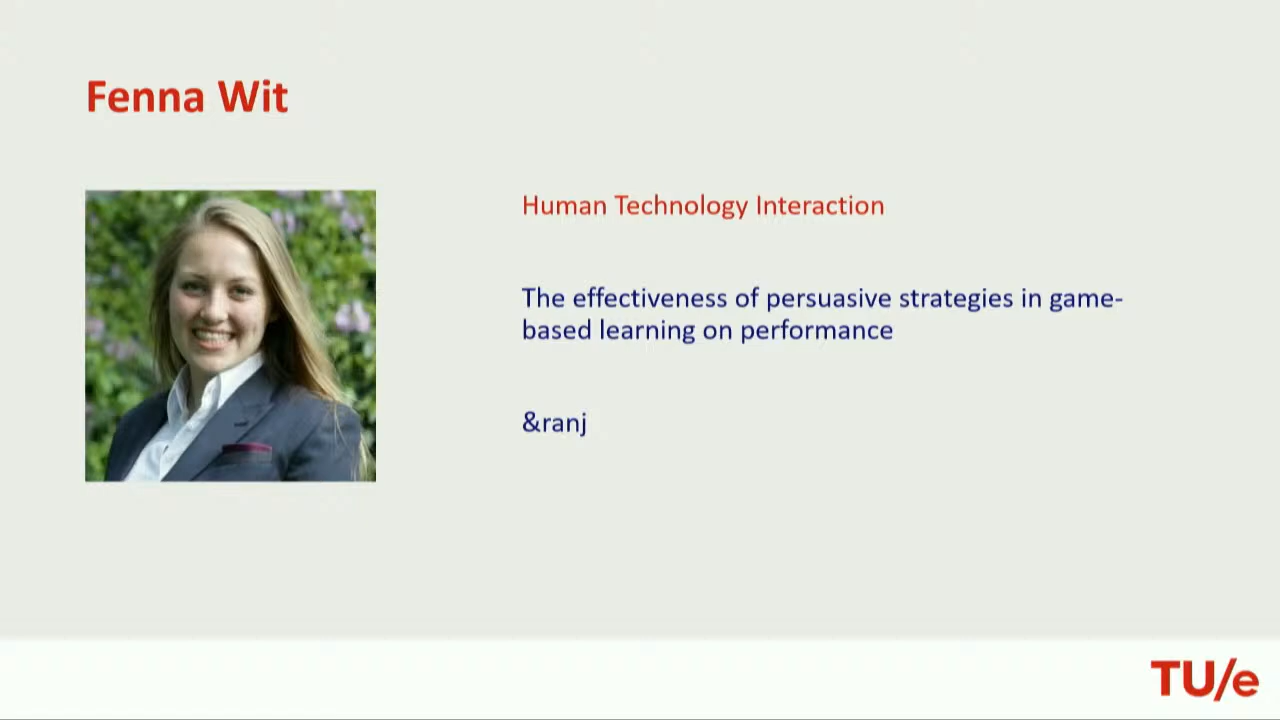 Fenna Wit
Human Technology Interaction
The effectiveness of persuasive strategies in game-
based learning on performance
&ranj
TU/e